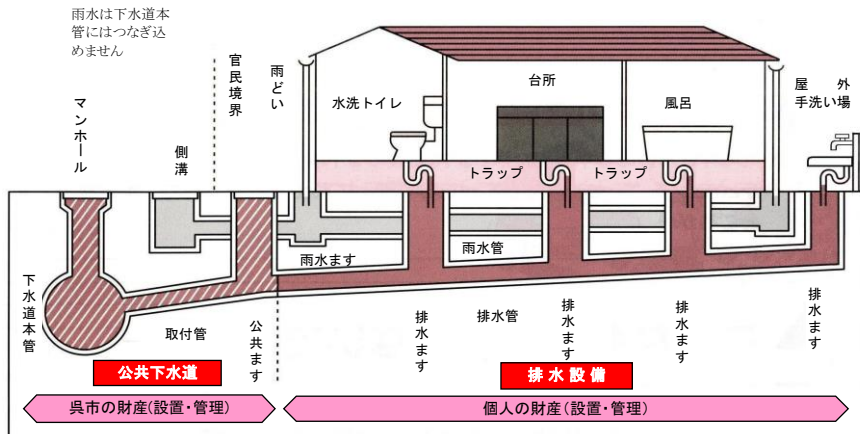 雨水は下水道本
管にはつなぎ込
めません
マンホール
側溝
官民境界
雨どい
水洗トイレ
台所
風呂
屋外
手洗い場
トラップ
トラップ
雨水ます
雨水管
下水道本管
取付管
公共ます
排水ます
排水管
排水ます
排水ます
排水ます
公共下水道
排水設備
呉市の財産(設置・管理)
個人の財産(設置・管理)